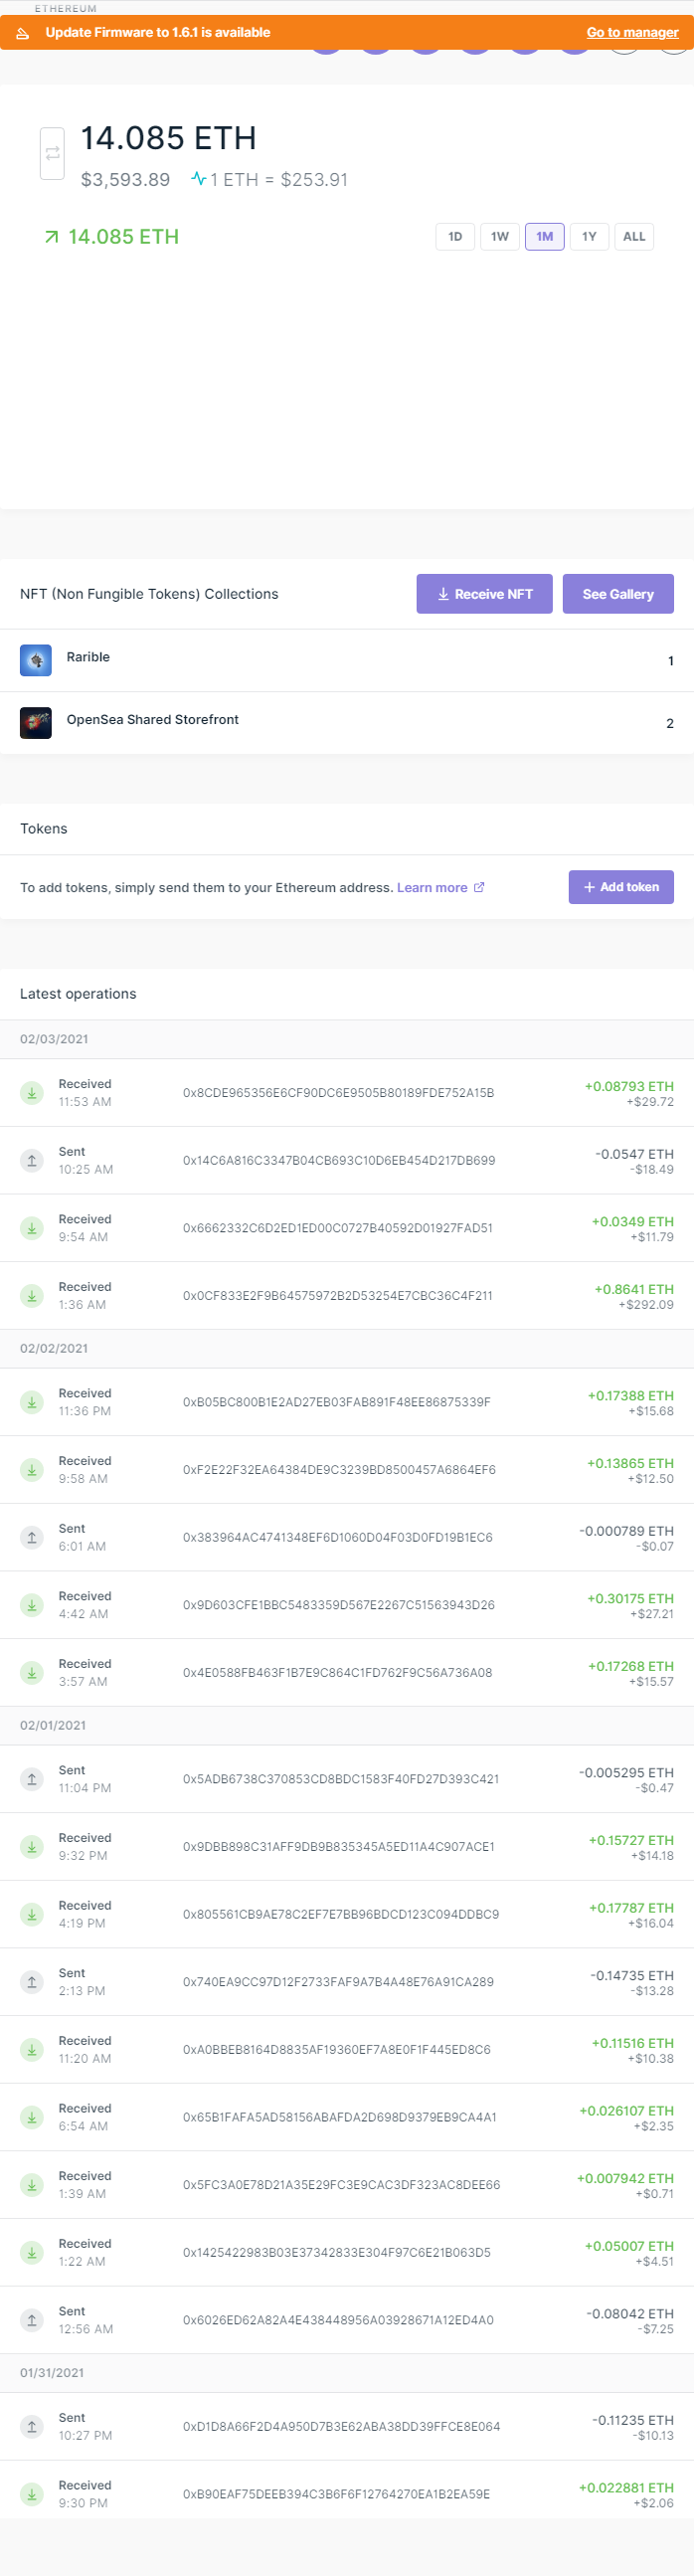 ETHEREUM
Update Firmware to 1.6.1 is available
Go to manager
14.085 ETH
$3,593.89
1 ETH = $253.91
14.085 ETH
1D 1W 1M 1Y ALL
NFT (Non Fungible Tokens) Collections
Receive NFT
See Gallery
Rarible
1
OpenSea Shared Storefront
2
Tokens
To add tokens, simply send them to your Ethereum address. Learn more
Add token
Latest operations
02/03/2021
Received
11:53 AM
0x8CDE965356E6CF90DC6E9505B80189FDE752A15B
+0.08793 ETH
+$29.72
Sent
10:25 AM
0x14C6A816C3347B04CB693C10D6EB454D217DB699
-0.0547 ETH
-$18.49
Received
9:54 AM
0x6662332C6D2ED1ED00C0727B40592D01927FAD51
+0.0349 ETH
+$11.79
Received
1:36 AM
0x0CF833E2F9B64575972B2D53254E7CBC36C4F211
+0.8641 ETH
+$292.09
02/02/2021
Received
11:36 PM
0xB05BC800B1E2AD27EB03FAB891F48EE86875339F
+0.17388 ETH
+$15.68
Received
9:58 AM
0xF2E22F32EA64384DE9C3239BD8500457A6864EF6
+0.13865 ETH
+$12.50
Sent
6:01 AM
0x383964AC4741348EF6D1060D04F03D0FD19B1EC6
-0.000789 ETH
-$0.07
Received
4:42 AM
0x9D603CFE1BBC5483359D567E2267C51563943D26
+0.30175 ETH
+$27.21
Received
3:57 AM
0x4E0588FB463F1B7E9C864C1FD762F9C56A736A08
+0.17268 ETH
+$15.57
02/01/2021
Sent
11:04 PM
0x5ADB6738C370853CD8BDC1583F40FD27D393C421
-0.005295 ETH
-$0.47
Received
9:32 PM
0x9DBB898C31AFF9DB9B835345A5ED11A4C907ACE1
+0.15727 ETH
+$14.18
Received
4:19 PM
0x805561CB9AE78C2EF7E7BB96BDCD123C094DDBC9
+0.17787 ETH
+$16.04
Sent
2:13 PM
0x740EA9CC97D12F2733FAF9A7B4A48E76A91CA289
-0.14735 ETH
-$13.28
Received
11:20 AM
0xA0BBEB8164D8835AF19360EF7A8E0F1F445ED8C6
+0.11516 ETH
+$10.38
Received
6:54 AM
0x65B1FAFA5AD58156ABAFDA2D698D9379EB9CA4A1
+0.026107 ETH
+$2.35
Received
1:39 AM
0x5FC3A0E78D21A35E29FC3E9CAC3DF323AC8DEE66
+0.007942 ETH
+$0.71
Received
1:22 AM
0x1425422983B03E37342833E304F97C6E21B063D5
+0.05007 ETH
+$4.51
Sent
12:56 AM
0x6026ED62A82A4E438448956A03928671A12ED4A0
-0.08042 ETH
-$7.25
01/31/2021
Sent
10:27 PM
0xD1D8A66F2D4A950D7B3E62ABA38DD39FFCE8E064
-0.11235 ETH
-$10.13
Received
9:30 PM
0xB90EAF75DEEB394C3B6F6F12764270EA1B2EA59E
+0.022881 ETH
+$2.06